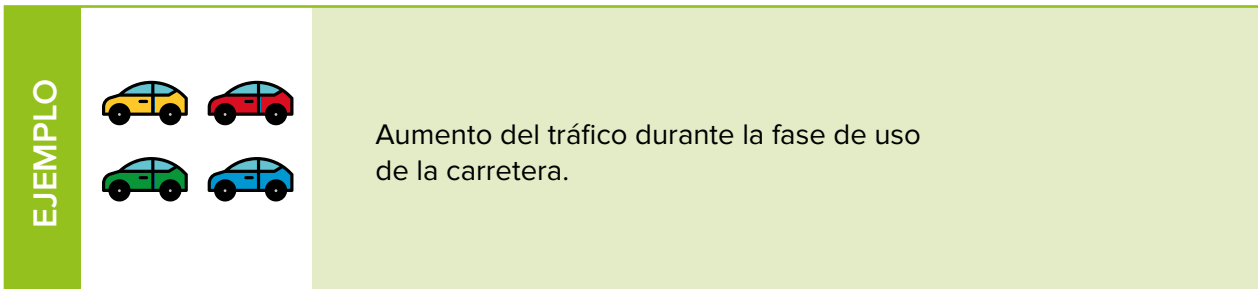 EJEMPLO
Aumento del tráfico durante la fase de uso
de la carretera.